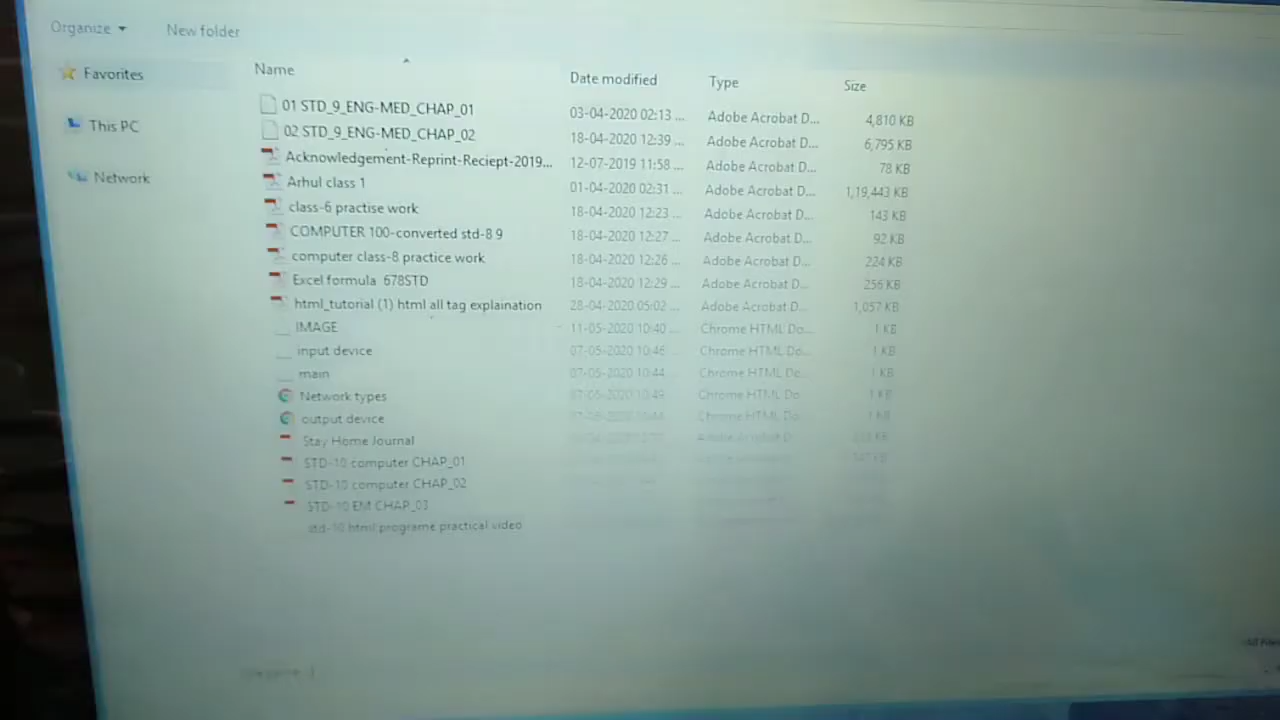 Organize New folder
Favorites
This PC
Network
Name Date modified Type Size
01 STD_9_ENG-MED_CHAP_01 03-04-2020 02:13 ... Adobe Acrobat D... 4,810 KB
02 STD_9_ENG-MED_CHAP_02 18-04-2020 12:39 ... Adobe Acrobat D... 6,795 KB
Acknowledgement-Reprint-Reciept-2019... 12-07-2019 11:58 ... Adobe Acrobat D... 78 KB
Arhul class 1 01-04-2020 02:31 ... Adobe Acrobat D... 1,19,443 KB
class-6 practise work 18-04-2020 12:23 ... Adobe Acrobat D... 143 KB
COMPUTER 100-converted std-8 9 18-04-2020 12:27 ... Adobe Acrobat D... 92 KB
computer class-8 practice work 18-04-2020 12:26 ... Adobe Acrobat D... 224 KB
Excel formula 678STD 18-04-2020 12:29 ... Adobe Acrobat D... 256 KB
html_tutorial (1) html all tag explaination 28-04-2020 05:02 ... Adobe Acrobat D... 1,057 KB
IMAGE 11-05-2020 10:40 ... Chrome HTML Do... 1 KB
input device 07-05-2020 10:46 ... Chrome HTML Do... 1 KB
main 07-05-2020 10:44 ... Chrome HTML Do... 1 KB
Network types 07-05-2020 10:49 Chrome HTML Do 1 KB
output device Chrome HTML Do 1 KB
Stay Home Journal
STD-10 computer CHAP_01
STD-10 computer CHAP_02
STD-10 EM CHAP_03
std-10 html programe practical video